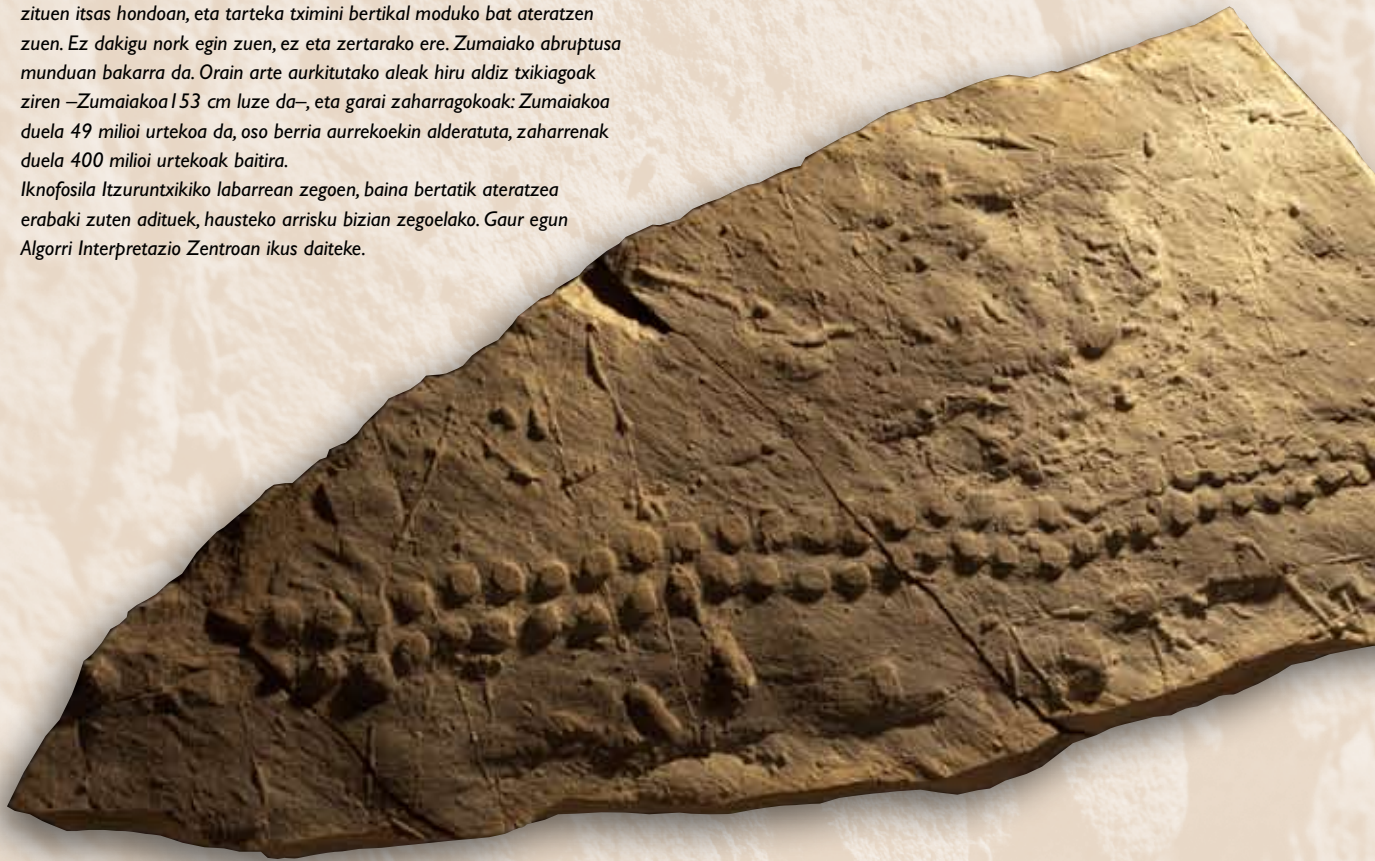 zituen itsas hondoan, eta tarteka tximini bertikal moduko bat ateratzen
zuen. Ez dakigu nork egin zuen, ez eta zertarako ere. Zumaiako abruptusa
munduan bakarra da. Orain arte aurkitutako aleak hiru aldiz txikiagoak
ziren –Zumaiakoa153 cm luze da–, eta garai zaharragokoak: Zumaiakoa
duela 49 milioi urtekoa da, oso berria aurrekoekin alderatuta, zaharrenak
duela 400 milioi urtekoak baitira.
Iknofosila Itzuruntxikiko labarrean zegoen, baina bertatik ateratzea
erabaki zuten adituek, hausteko arrisku bizian zegoelako. Gaur egun
Algorri Interpretazio Zentroan ikus daiteke.